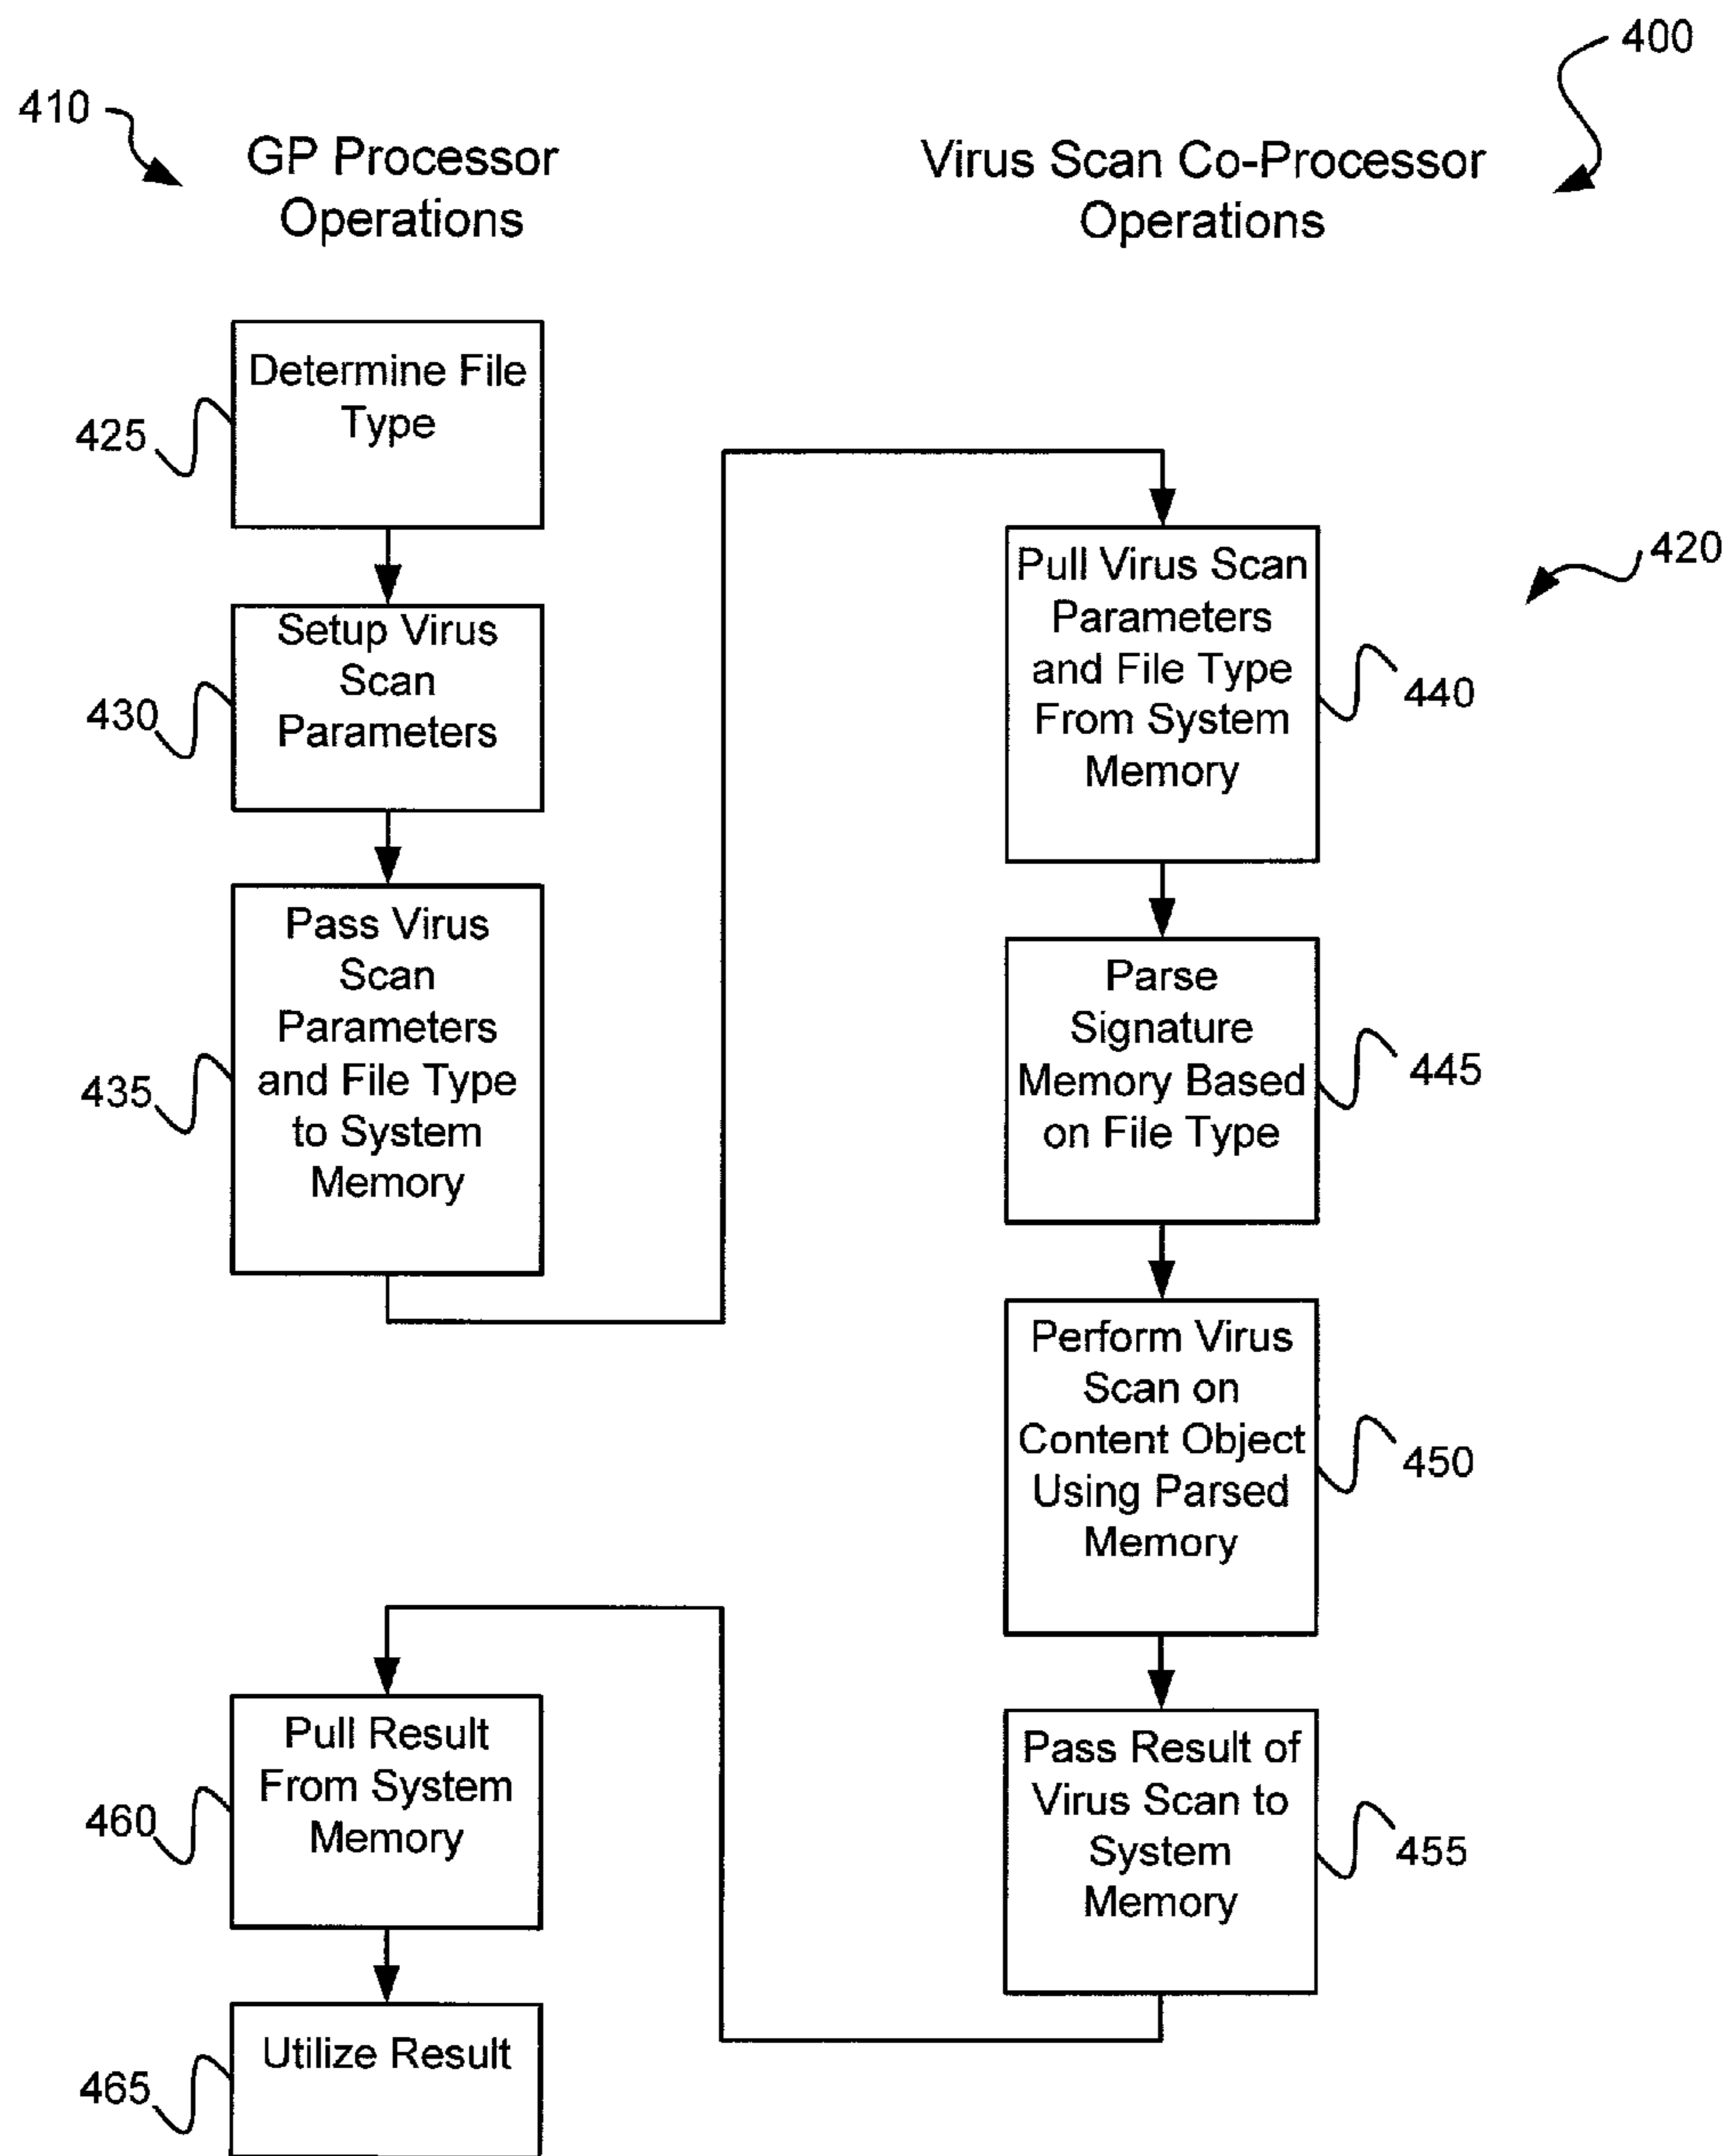 400
410
GP Processor
Operations
Virus Scan Co-Processor
Operations
Determine File
Type
425
Setup Virus
Scan
Parameters
430
Pass Virus
Scan
Parameters
and File Type
to System
Memory
435
420
Pull Virus Scan
Parameters
and File Type
From System
Memory
440
Parse
Signature
Memory Based
on File Type
445
Perform Virus
Scan on
Content Object
Using Parsed
Memory
450
Pass Result of
Virus Scan to
System
Memory
455
Pull Result
From System
Memory
460
Utilize Result
465